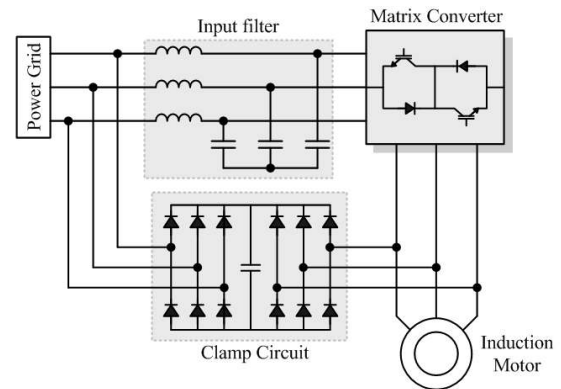 Input filter
Matrix Converter
Power Grid
Clamp Circuit
Induction
Motor